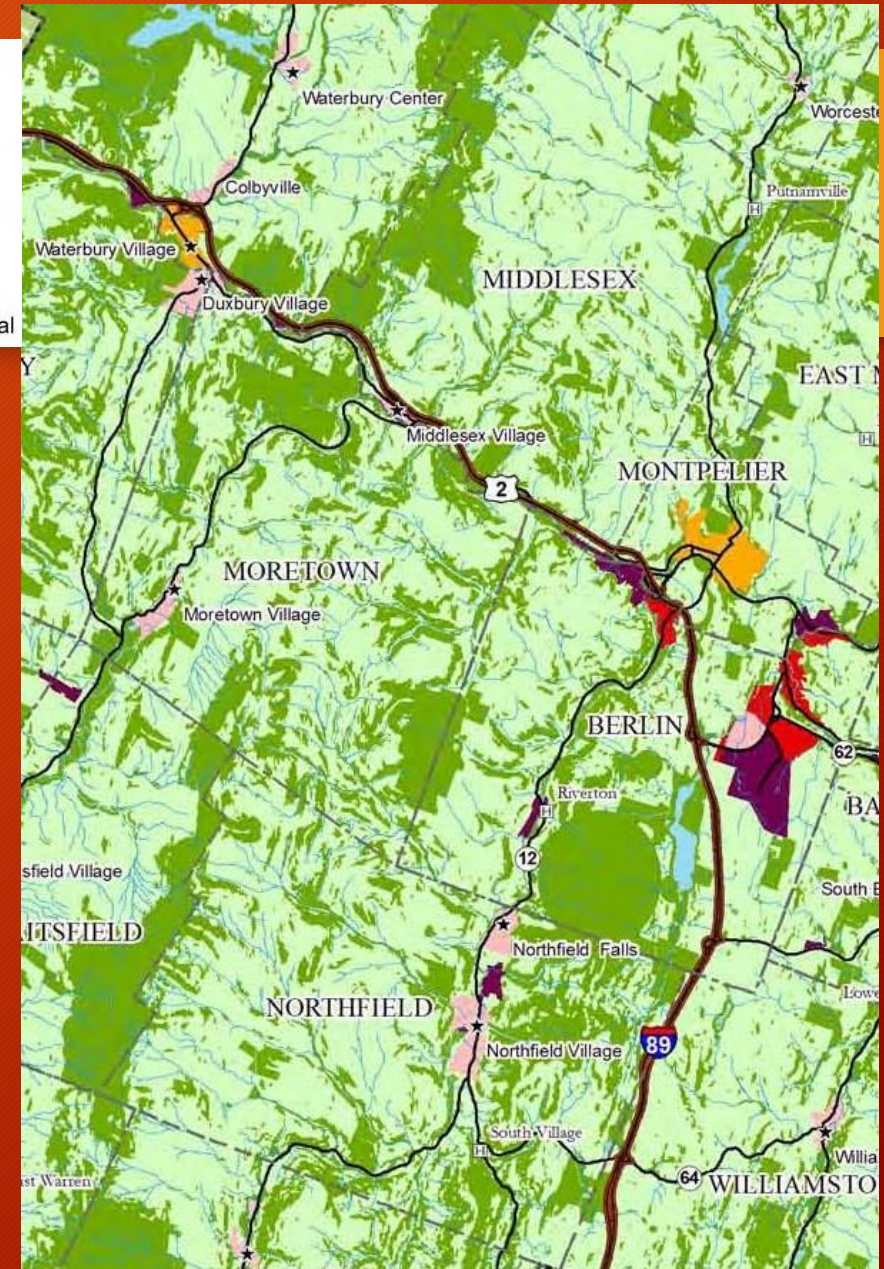 Waterbury Center
Worceste
Colbyville
Putnamville
H
Waterbury Village
MIDDLESEX
Duxbury Village
al
Y
EAST
Middlesex Village
H
MONTPELIER
2
MORETOWN
Moretown Village
BERLIN
62
Riverton
H
BA
12
sfield Village
South
ITSFIELD
Northfield Falls
Lowe
NORTHFIELD
89
Northfield Village
South Village
H
Willia
64
WILLIAMSTO
st Warren